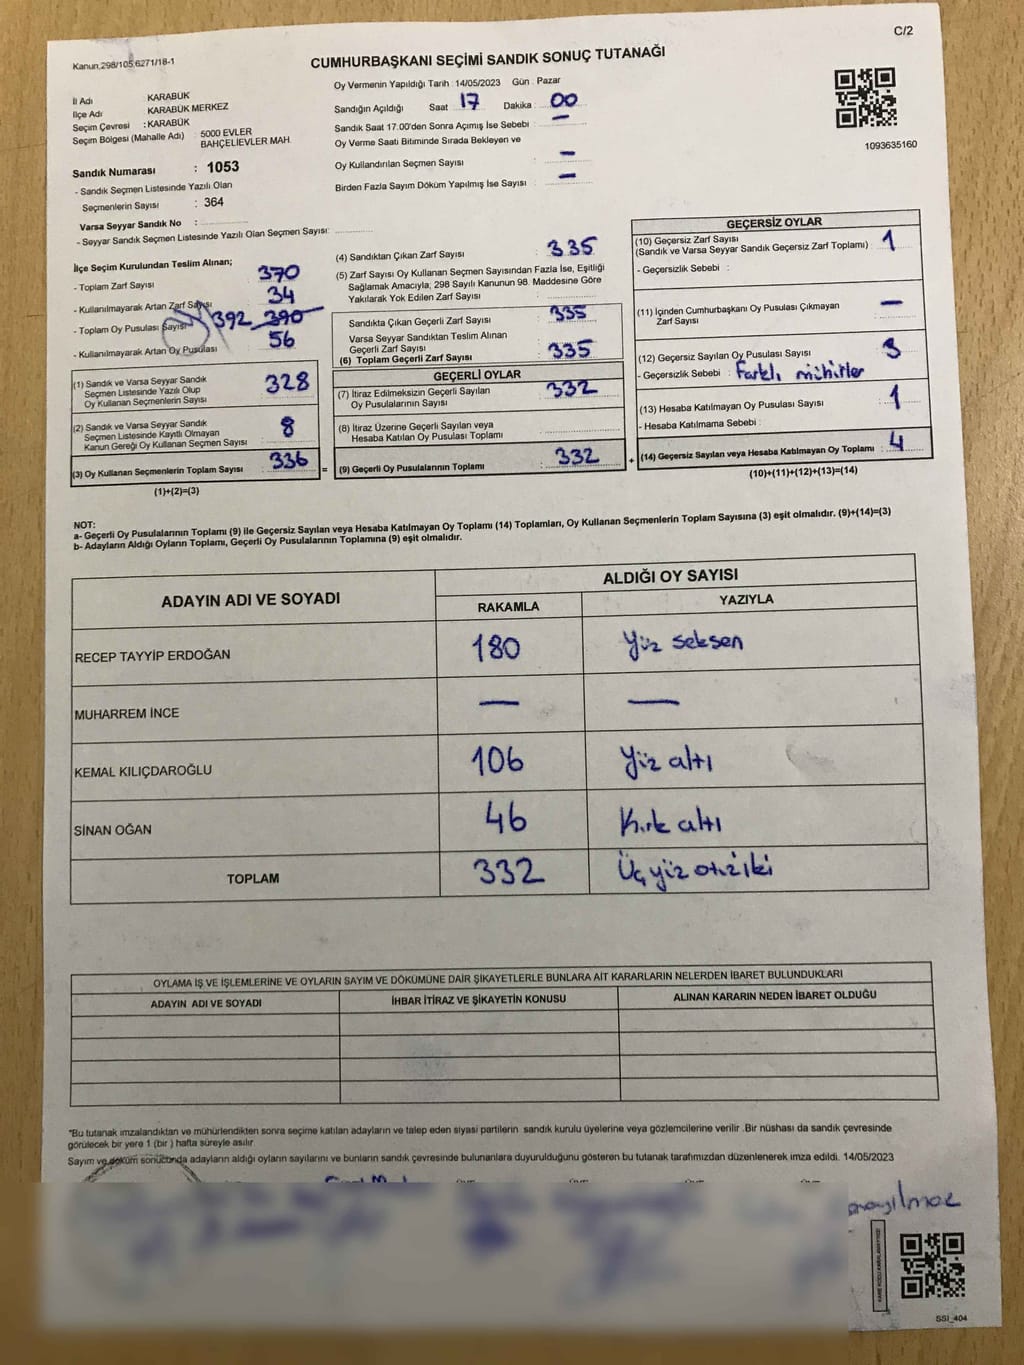 C/2
Kanun,298/105,6271/18-1
CUMHURBAŞKANI SEÇİMİ SANDIK SONUÇ TUTANAĞI
İl Adı KARABÜK
İlçe Adı KARABÜK MERKEZ
Seçim Çevresi : KARABÜK
Seçim Bölgesi (Mahalle Adı) 5000 EVLER
BAHÇELİEVLER MAH.
Sandık Numarası : 1053
- Sandık Seçmen Listesinde Yazılı Olan
Seçmenlerin Sayısı : 364
Varsa Seyyar Sandık No :
- Seyyar Sandık Seçmen Listesinde Yazılı Olan Seçmen Sayısı:
Oy Vermenin Yapıldığı Tarih : 14/05/2023 Gün : Pazar
Sandığın Açıldığı Saat 17 Dakika : 00
Sandık Saat 17.00'den Sonra Açımış İse Sebebi : —
Oy Verme Saati Bitiminde Sırada Bekleyen ve
Oy Kullandırılan Seçmen Sayısı : —
Birden Fazla Sayım Döküm Yapılmış İse Sayısı : —
1093635160
İlçe Seçim Kurulundan Teslim Alınan;
- Toplam Zarf Sayısı 370
- Kullanılmayarak Artan Zarf Sayısı 34
- Toplam Oy Pusulası Sayısı 392 390
- Kullanılmayarak Artan Oy Pusulası 56
(1) Sandık ve Varsa Seyyar Sandık
Seçmen Listesinde Yazılı Olup
Oy Kullanan Seçmenlerin Sayısı : 328
(2) Sandık ve Varsa Seyyar Sandık
Seçmen Listesinde Kayıtlı Olmayan
Kanun Gereği Oy Kullanan Seçmen Sayısı : 8
(3) Oy Kullanan Seçmenlerin Toplam Sayısı : 336 =
(1)+(2)=(3)
(4) Sandıktan Çıkan Zarf Sayısı : 335
(5) Zarf Sayısı Oy Kullanan Seçmen Sayısından Fazla İse, Eşitliği
Sağlamak Amacıyla; 298 Sayılı Kanunun 98. Maddesine Göre
Yakılarak Yok Edilen Zarf Sayısı :
Sandıkta Çıkan Geçerli Zarf Sayısı : 335
Varsa Seyyar Sandıktan Teslim Alınan
Geçerli Zarf Sayısı :
(6) Toplam Geçerli Zarf Sayısı : 335
GEÇERLİ OYLAR
(7) İtiraz Edilmeksizin Geçerli Sayılan
Oy Pusulalarının Sayısı : 332
(8) İtiraz Üzerine Geçerli Sayılan veya
Hesaba Katılan Oy Pusulası Toplamı :
(9) Geçerli Oy Pusulalarının Toplamı : 332 +
GEÇERSİZ OYLAR
(10) Geçersiz Zarf Sayısı
(Sandık ve Varsa Seyyar Sandık Geçersiz Zarf Toplamı) : 1
- Geçersizlik Sebebi :
(11) İçinden Cumhurbaşkanı Oy Pusulası Çıkmayan
Zarf Sayısı : —
(12) Geçersiz Sayılan Oy Pusulası Sayısı : 3
- Geçersizlik Sebebi : Farklı mühürler
(13) Hesaba Katılmayan Oy Pusulası Sayısı : 1
- Hesaba Katılmama Sebebi :
(14) Geçersiz Sayılan veya Hesaba Katılmayan Oy Toplamı : 4
(10)+(11)+(12)+(13)=(14)
NOT:
a- Geçerli Oy Pusulalarının Toplamı (9) ile Geçersiz Sayılan veya Hesaba Katılmayan Oy Toplamı (14) Toplamları, Oy Kullanan Seçmenlerin Toplam Sayısına (3) eşit olmalıdır. (9)+(14)=(3)
b- Adayların Aldığı Oyların Toplamı, Geçerli Oy Pusulalarının Toplamına (9) eşit olmalıdır.
ADAYIN ADI VE SOYADI ALDIĞI OY SAYISI
RAKAMLA YAZIYLA
RECEP TAYYİP ERDOĞAN 180 Yüz seksen
MUHARREM İNCE — —
KEMAL KILIÇDAROĞLU 106 Yüz altı
SİNAN OĞAN 46 Kırk altı
TOPLAM 332 Üç yüz otuz iki
OYLAMA İŞ VE İŞLEMLERİNE VE OYLARIN SAYIM VE DÖKÜMÜNE DAİR ŞİKAYETLERLE BUNLARA AİT KARARLARIN NELERDEN İBARET BULUNDUKLARI
ADAYIN ADI VE SOYADI İHBAR İTİRAZ VE ŞİKAYETİN KONUSU ALINAN KARARIN NEDEN İBARET OLDUĞU
*Bu tutanak imzalandıktan ve mühürlendikten sonra seçime katılan adayların ve talep eden siyasi partilerin sandık kurulu üyelerine veya gözlemcilerine verilir. Bir nüshası da sandık çevresinde
görülecek bir yere 1 (bir) hafta süreyle asılır.
Sayım ve döküm sonucunda adayların aldığı oyların sayılarını ve bunların sandık çevresinde bulunanlara duyurulduğunu gösteren bu tutanak tarafımızdan düzenlenerek imza edildi. 14/05/2023
KARE KODU KARALAMAYINIZ!
SSI_404